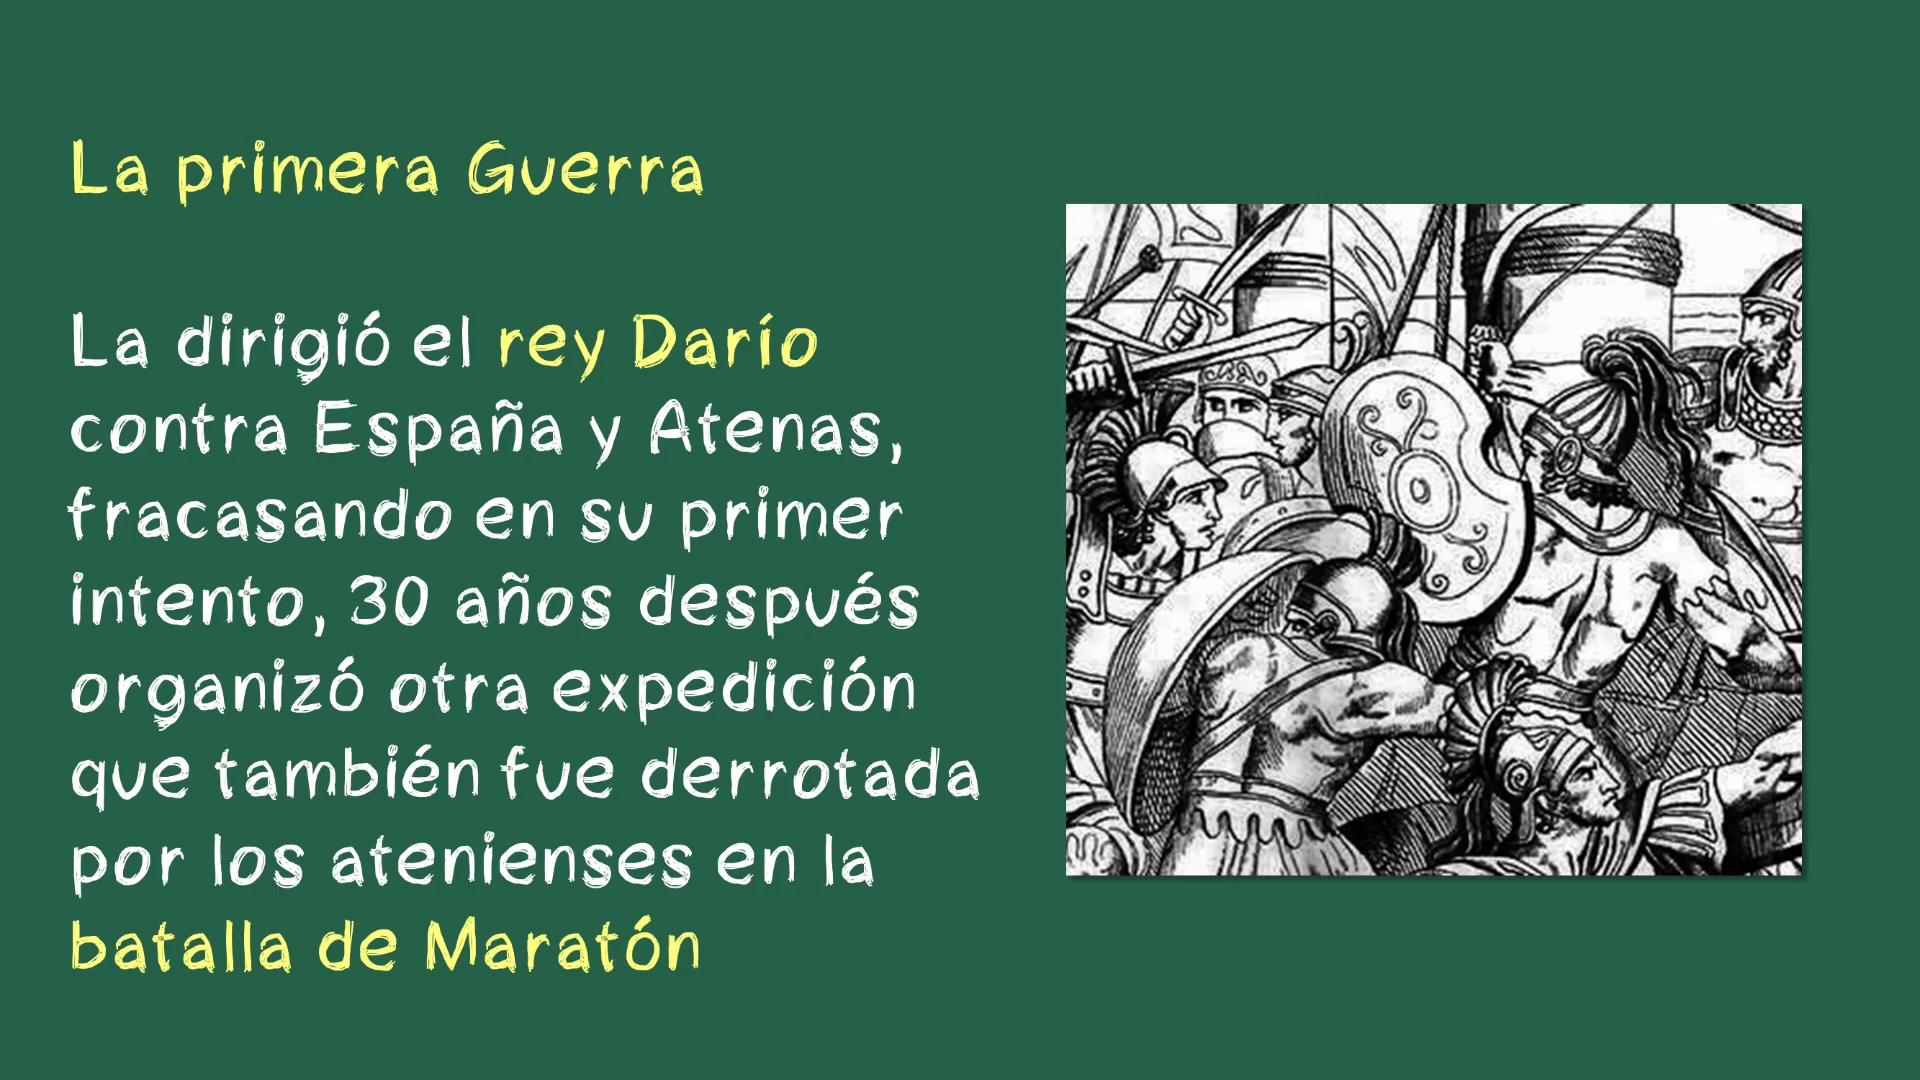 La primera Guerra
La dirigió el rey Darío
contra España y Atenas,
fracasando en su primer
intento, 30 años después
organizó otra expedición
que también fue derrotada
por los atenienses en la
batalla de Maratón